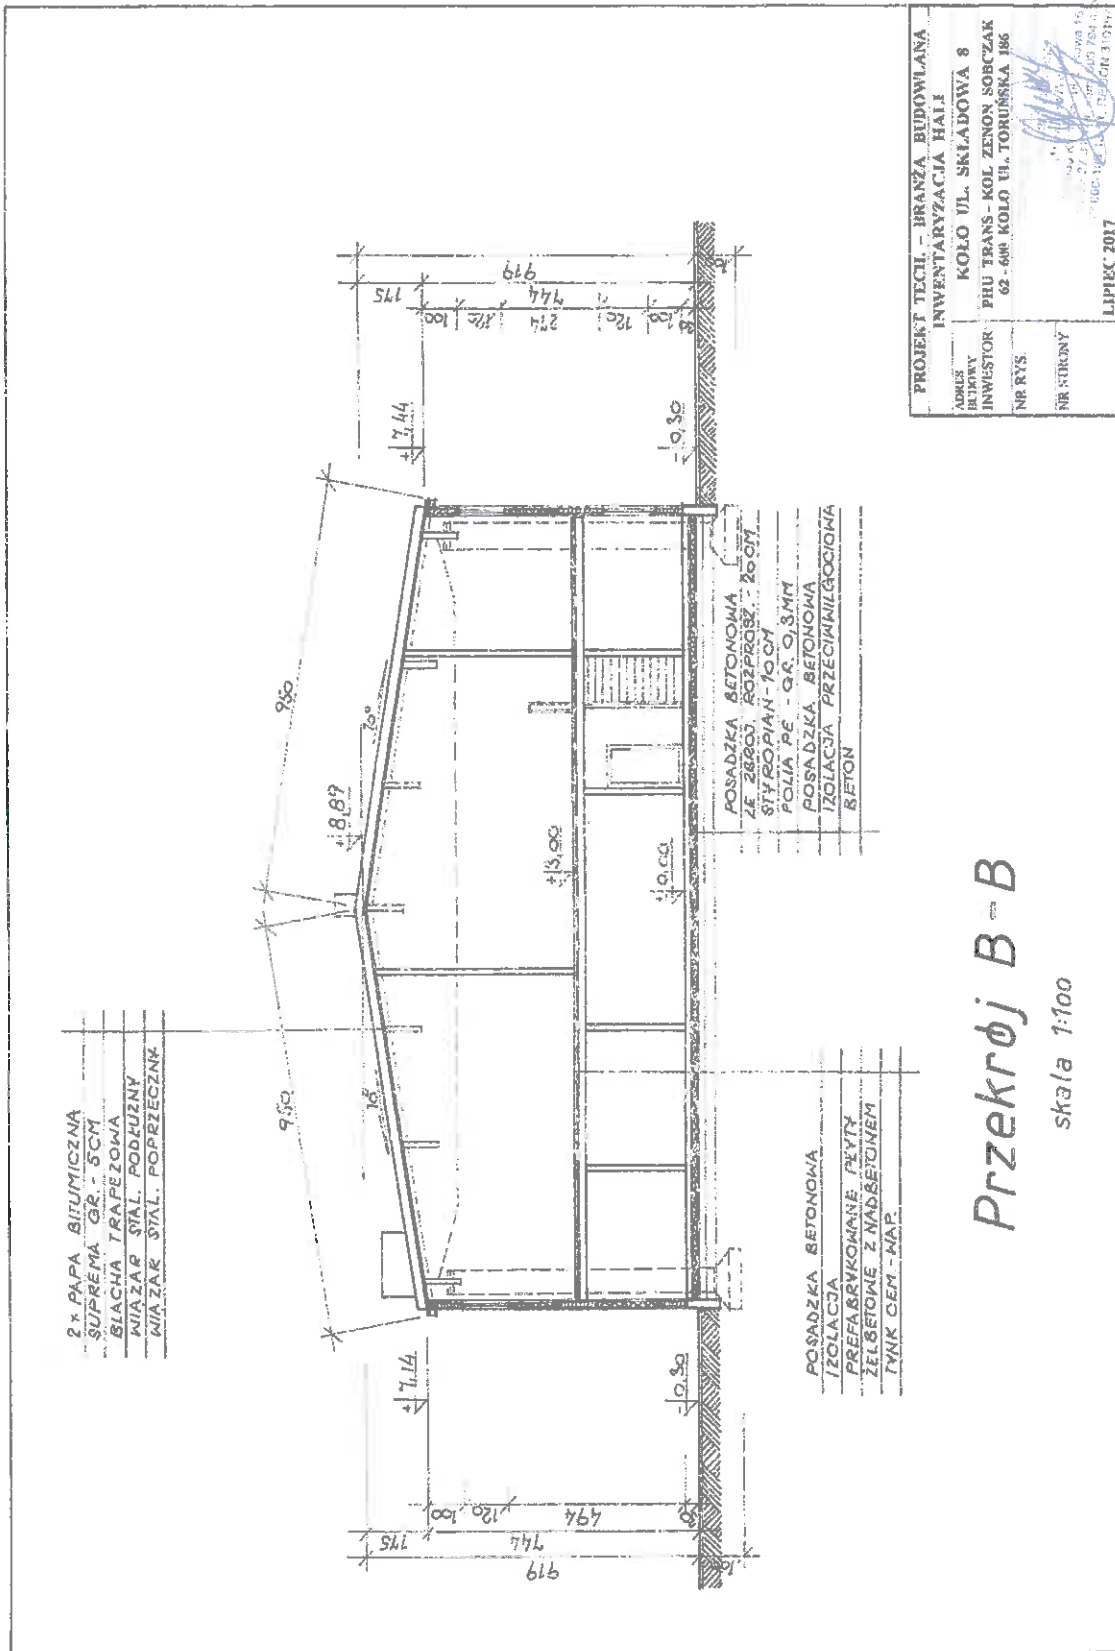 2 x PAPA BITUMICZNA
SUPREMA GR. - 5CM
BLACHA TRAPEZOWA
WIĄZAR STAL. PODŁUŻNY
WIĄZAR STAL. POPRZECZNY
950
950
10°
10°
+8,89
+7,14
+7,44
-0,30
-0,30
+3,00
±0,00
919
744
175
100
120
494
30
919
744
175
100
274
120
100
30
POSADZKA BETONOWA
ZE ZBROJ. ROZPROSZ. - 20CM
STYROPIAN - 10CM
FOLIA PE - GR. 0,3MM
POSADZKA BETONOWA
IZOLACJA PRZECIWWILGOCIOWA
BETON
POSADZKA BETONOWA
IZOLACJA
PREFABRYKOWANE PŁYTY
ŻELBETOWE Z NADBETONEM
TYNK CEM-WAP.
Przekrój B-B
skala 1:100
PROJEKT TECH. - BRANŻA BUDOWLANA
INWENTARYZACJA HALI
ADRES BUDOWY KOŁO UL. SKŁADOWA 8
INWESTOR PHU TRANS - KOL ZENON SOBCZAK
62 - 600 KOŁO UL. TORUŃSKA 186
NR RYS.
NR STRONY
LIPIEC 2017